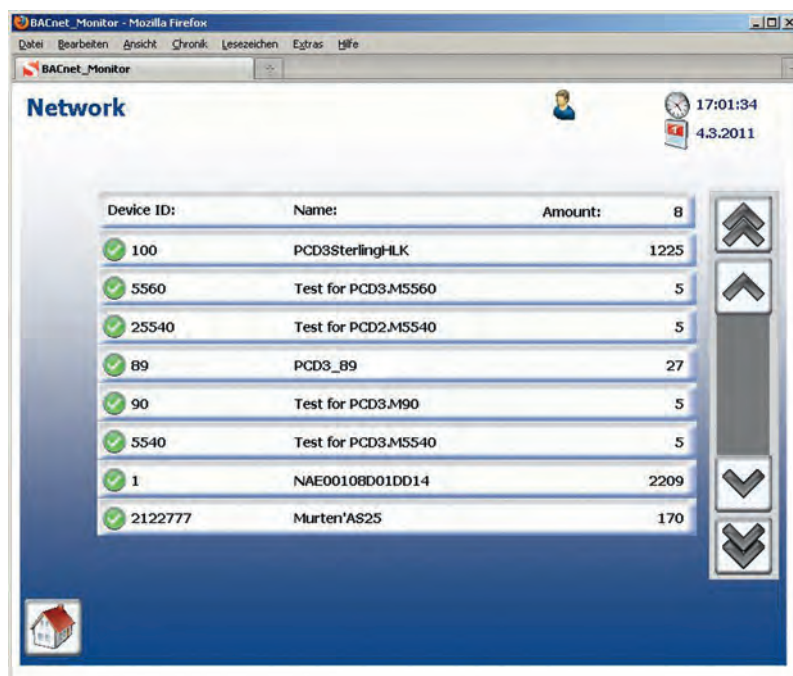 BACnet_Monitor - Mozilla Firefox
Datei Bearbeiten Ansicht Chronik Lesezeichen Extras Hilfe
BACnet_Monitor
Network
17:01:34
4.3.2011
Device ID: Name: Amount: 8
100 PCD3SterlingHLK 1225
5560 Test for PCD3.M5560 5
25540 Test for PCD2.M5540 5
89 PCD3_89 27
90 Test for PCD3.M90 5
5540 Test for PCD3.M5540 5
1 NAE00108D01DD14 2209
2122777 Murten'AS25 170